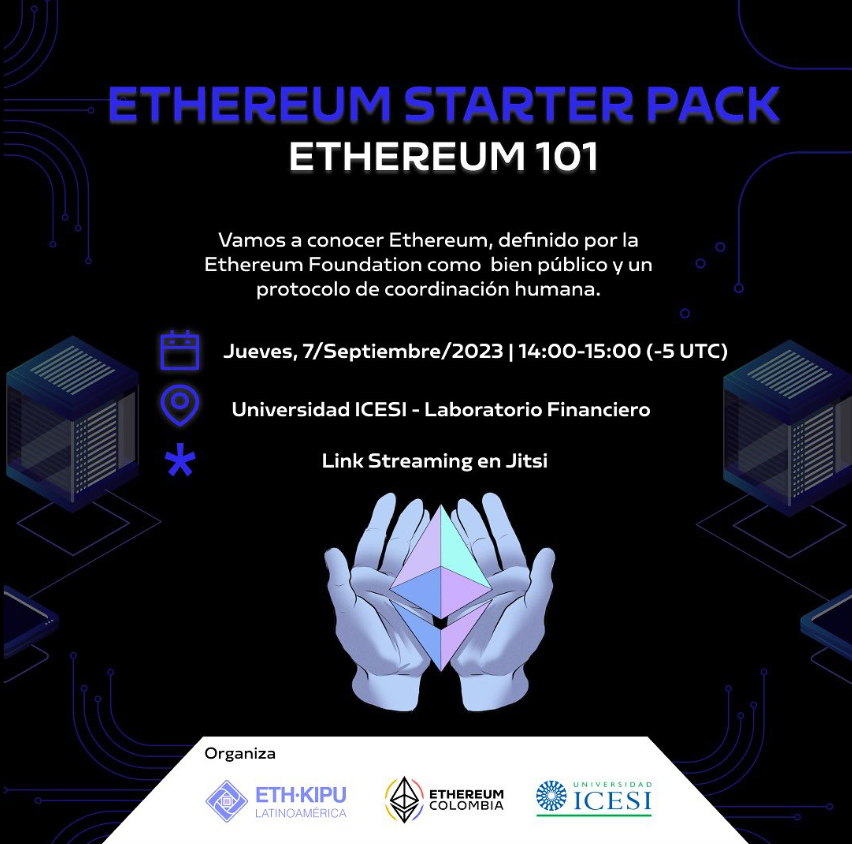 ETHEREUM STARTER PACK
ETHEREUM 101
Vamos a conocer Ethereum, definido por la
Ethereum Foundation como bien público y un
protocolo de coordinación humana.
Jueves, 7/Septiembre/2023 | 14:00-15:00 (-5 UTC)
Universidad ICESI - Laboratorio Financiero
* Link Streaming en Jitsi
Organiza
ETH·KIPU
LATINOAMÉRICA
ETHEREUM
COLOMBIA
UNIVERSIDAD
ICESI